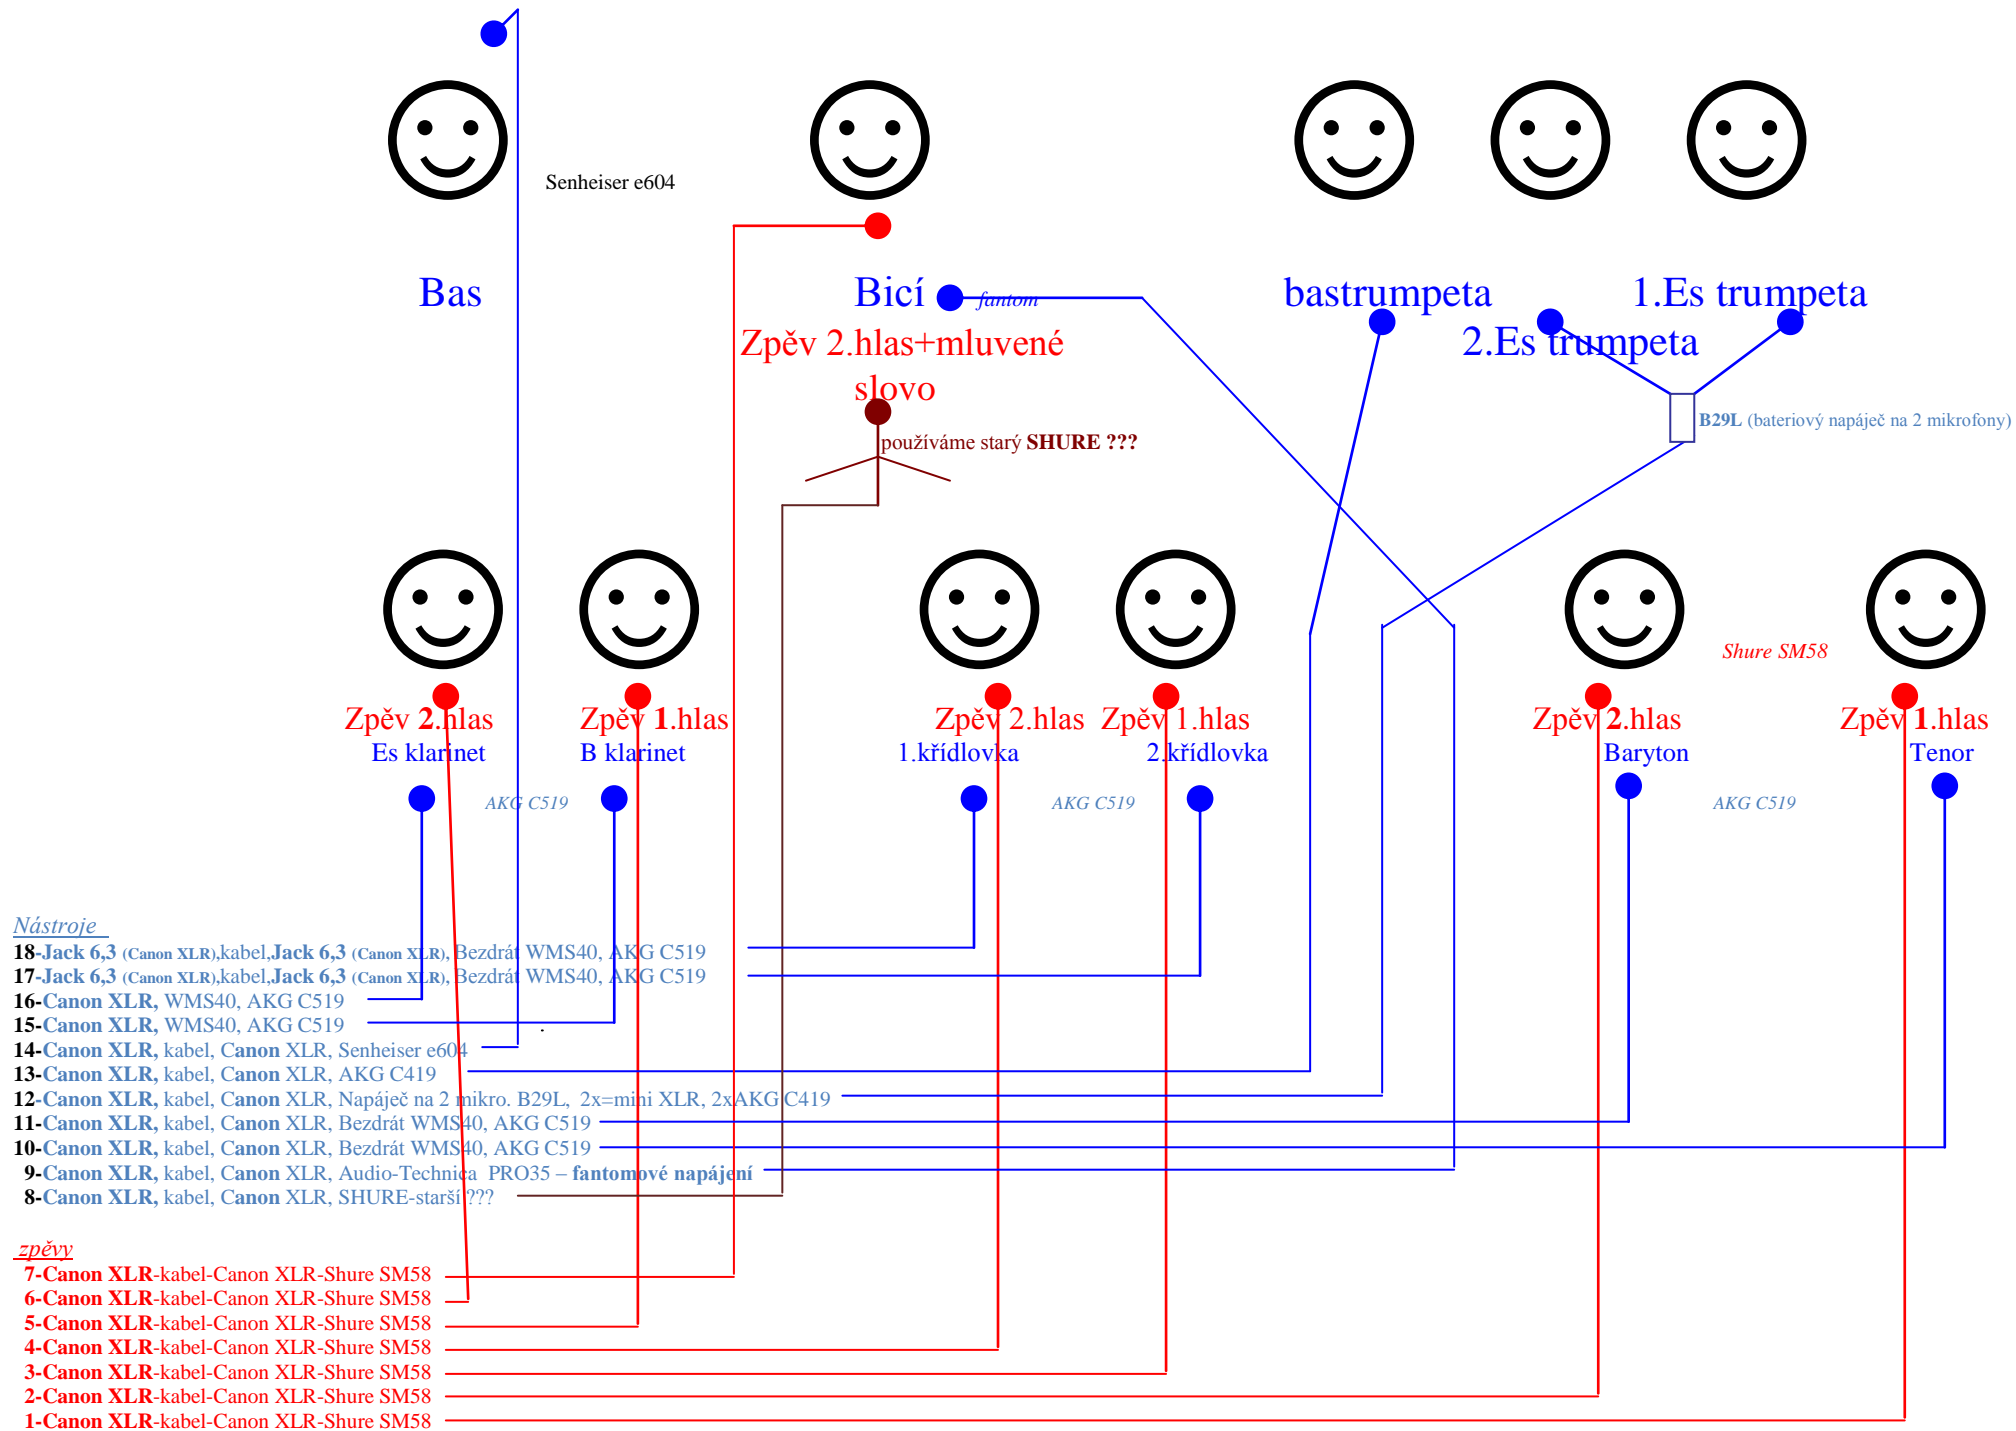 Senheiser e604
Bas
Bicí
fantom
bastrumpeta
1.Es trumpeta
2.Es trumpeta
Zpěv 2.hlas+mluvené
slovo
B29L (bateriový napáječ na 2 mikrofony)
používáme starý SHURE ???
Shure SM58
Zpěv 2.hlas
Zpěv 1.hlas
Zpěv 2.hlas
Zpěv 1.hlas
Zpěv 2.hlas
Zpěv 1.hlas
Es klarinet
B klarinet
1.křídlovka
2.křídlovka
Baryton
Tenor
AKG C519
AKG C519
AKG C519
Nástroje
18-Jack 6,3 (Canon XLR),kabel,Jack 6,3 (Canon XLR), Bezdrát WMS40, AKG C519
17-Jack 6,3 (Canon XLR),kabel,Jack 6,3 (Canon XLR), Bezdrát WMS40, AKG C519
16-Canon XLR, WMS40, AKG C519
15-Canon XLR, WMS40, AKG C519
14-Canon XLR, kabel, Canon XLR, Senheiser e604
13-Canon XLR, kabel, Canon XLR, AKG C419
12-Canon XLR, kabel, Canon XLR, Napáječ na 2 mikro. B29L, 2x=mini XLR, 2xAKG C419
11-Canon XLR, kabel, Canon XLR, Bezdrát WMS40, AKG C519
10-Canon XLR, kabel, Canon XLR, Bezdrát WMS40, AKG C519
9-Canon XLR, kabel, Canon XLR, Audio-Technica PRO35 – fantomové napájení
8-Canon XLR, kabel, Canon XLR, SHURE-starší ???
zpěvy
7-Canon XLR-kabel-Canon XLR-Shure SM58
6-Canon XLR-kabel-Canon XLR-Shure SM58
5-Canon XLR-kabel-Canon XLR-Shure SM58
4-Canon XLR-kabel-Canon XLR-Shure SM58
3-Canon XLR-kabel-Canon XLR-Shure SM58
2-Canon XLR-kabel-Canon XLR-Shure SM58
1-Canon XLR-kabel-Canon XLR-Shure SM58